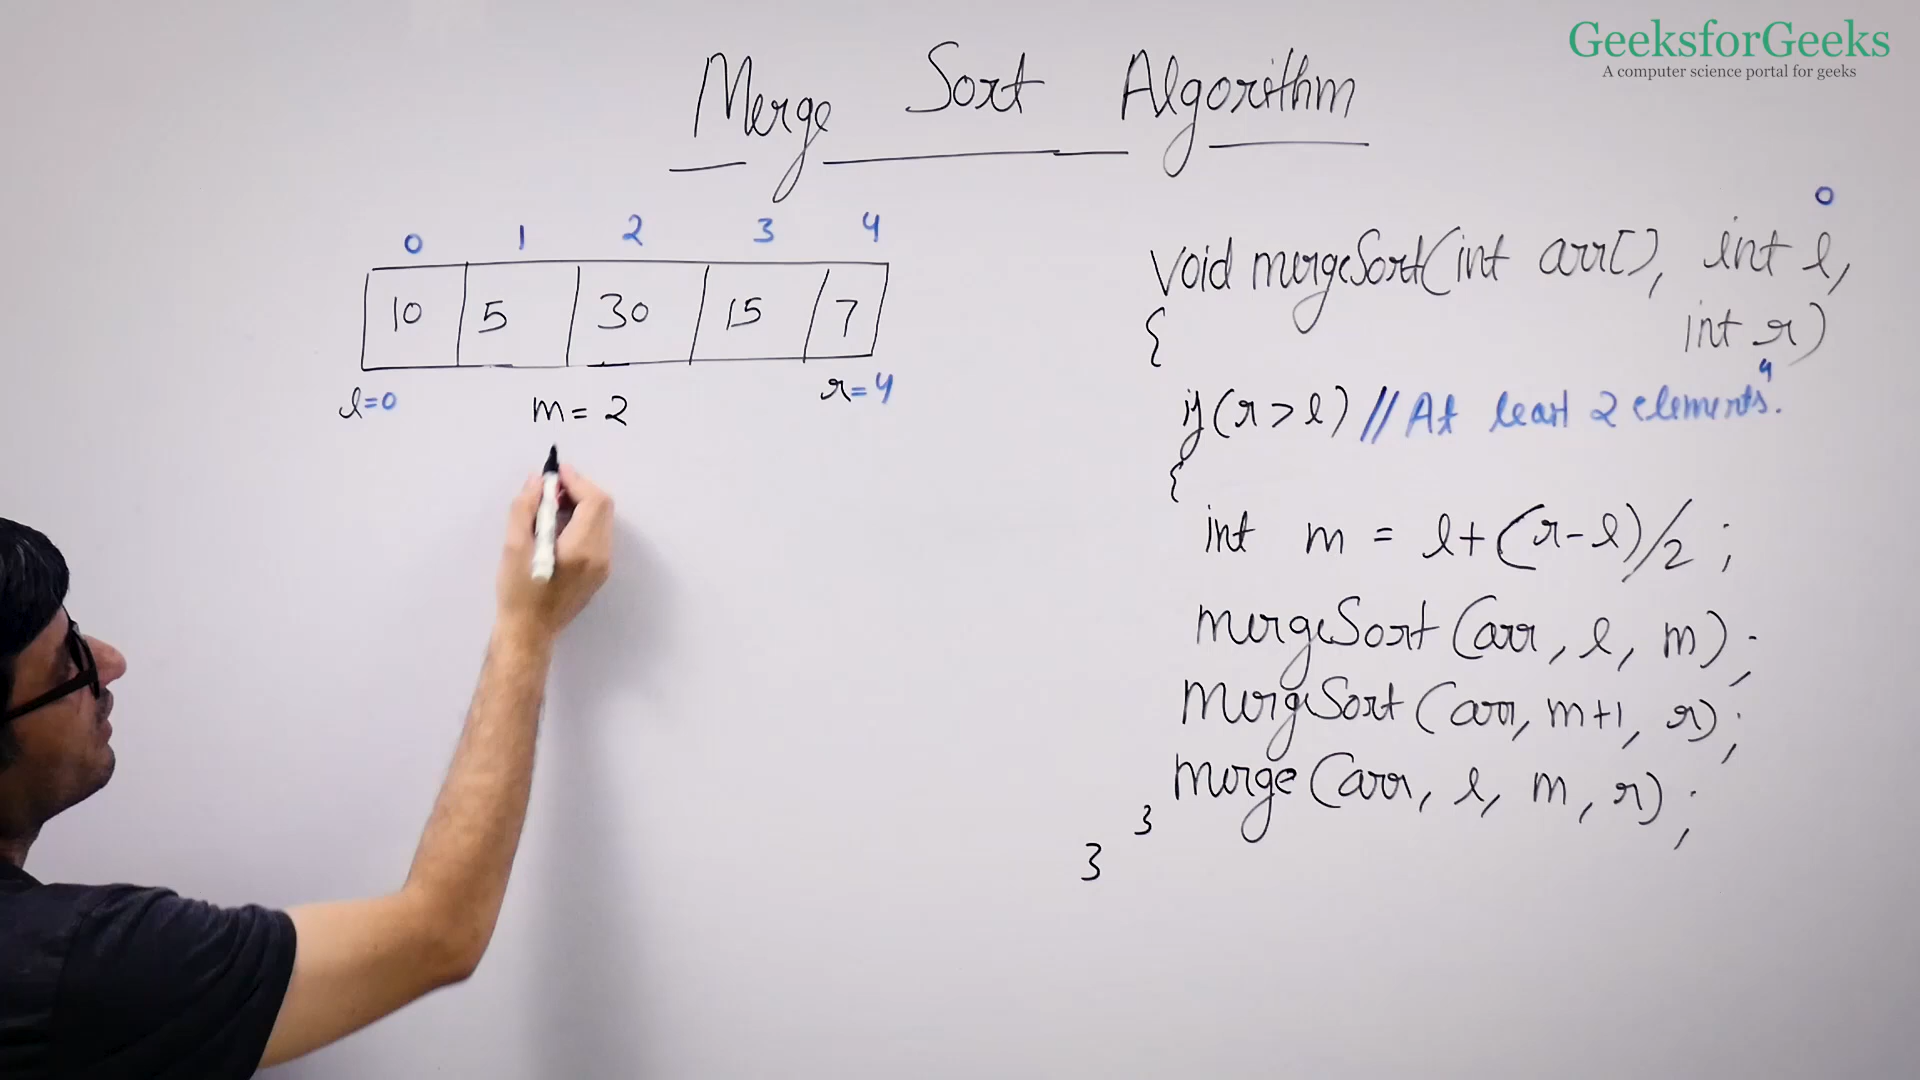 GeeksforGeeks
A computer science portal for geeks
Merge Sort Algorithm
0 1 2 3 4
10 5 30 15 7
l=0 r=4
m = 2
0
void mergeSort(int arr[], int l,
{ int r)
4
if(r>l) // At least 2 elements.
{
int m = l+(r-l)/2 ;
mergeSort(arr, l, m);
mergeSort(arr, m+1, r);
merge(arr, l, m, r);
}
}